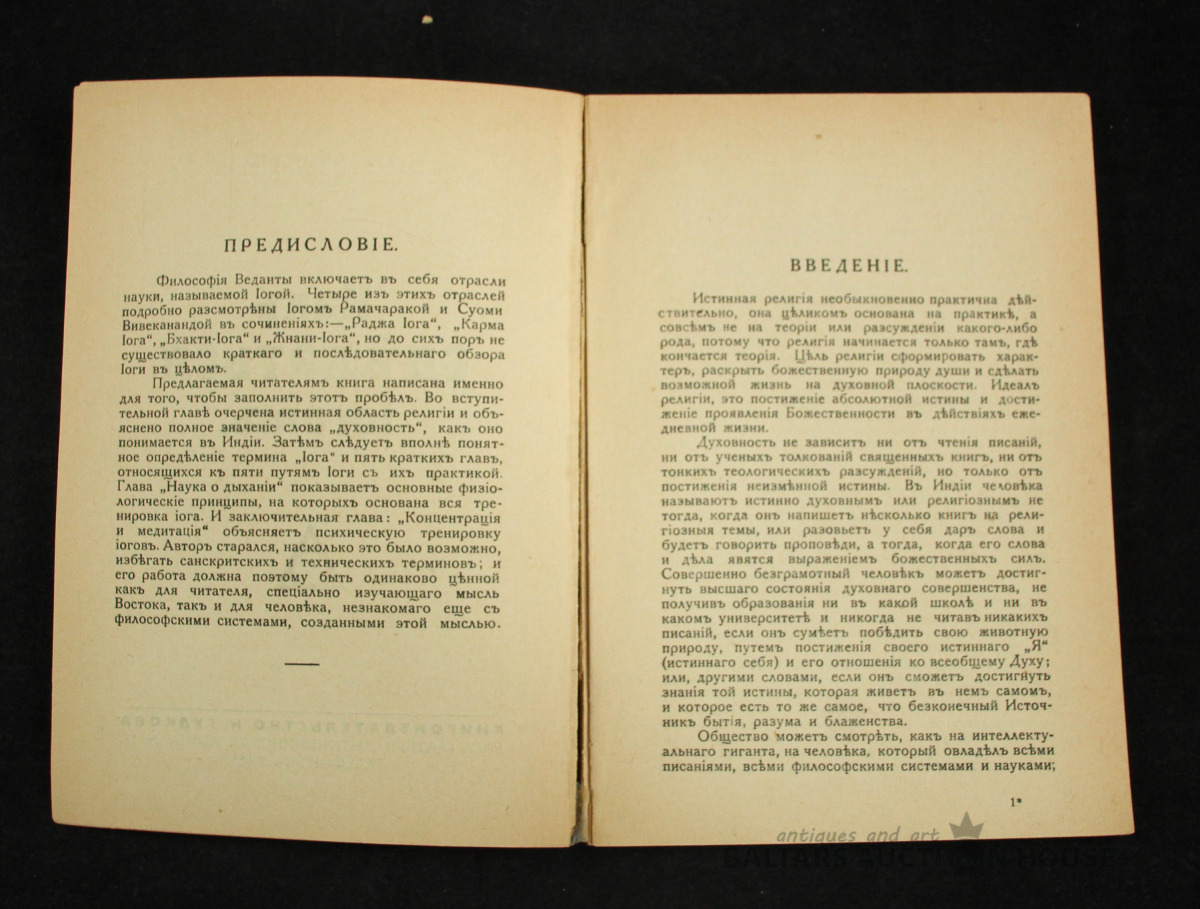 ПРЕДИСЛОВІЕ.
Философія Веданты включаетъ въ себя отрасли
науки, называемой Іогой. Четыре изъ этихъ отраслей
подробно разсмотрѣны Іогомъ Рамачаракой и Суоми
Вивеканандой въ сочиненіяхъ:—„Раджа Іога“, „Карма
Іога“, „Бхакти-Іога“ и „Жнани-Іога“, но до сихъ поръ не
существовало краткаго и последовательнаго обзора
Іоги въ цѣломъ.
Предлагаемая читателямъ книга написана именно
для того, чтобы заполнить этотъ пробѣлъ. Во вступи-
тельной главѣ очерчена истинная область религіи и объ-
яснено полное значеніе слова „духовность“, какъ оно
понимается въ Индіи. Затѣмъ слѣдуетъ вполнѣ понят-
ное опредѣленіе термина „Іога“ и пять краткихъ главъ,
относящихся къ пяти путямъ Іоги съ ихъ практикой.
Глава „Наука о дыханіи“ показываетъ основные физіо-
логическіе принципы, на которыхъ основана вся тре-
нировка іога. И заключительная глава: „Концентрація
и медитація“ объясняетъ психическую тренировку
іоговъ. Авторъ старался, насколько это было возможно,
избѣгать санскритскихъ и техническихъ терминовъ; и
его работа должна поэтому быть одинаково цѣнной
какъ для читателя, спеціально изучающаго мысль
Востока, такъ и для человѣка, незнакомаго еще съ
философскими системами, созданными этой мыслью.
ВВЕДЕНІЕ.
Истинная религія необыкновенно практична дѣй-
ствительно, она цѣликомъ основана на практикѣ, а
совсѣмъ не на теоріи или разсужденіи какого-либо
рода, потому что религія начинается только тамъ, гдѣ
кончается теорія. Цѣль религіи сформировать харак-
теръ, раскрыть божественную природу души и сдѣлать
возможной жизнь на духовной плоскости. Идеалъ
религіи, это постиженіе абсолютной истины и дости-
женіе проявленія Божественности въ дѣйствіяхъ еже-
дневной жизни.
Духовность не зависитъ ни отъ чтенія писаній,
ни отъ ученыхъ толкованій священныхъ книгъ, ни отъ
тонкихъ теологическихъ разсужденій, но только отъ
постиженія неизмѣнной истины. Въ Индіи человѣка
называютъ истинно духовнымъ или религіознымъ не
тогда, когда онъ напишетъ нѣсколько книгъ на рели-
гіозныя темы, или разовьетъ у себя даръ слова и
будетъ говорить проповѣди, а тогда, когда его слова
и дѣла явятся выраженіемъ божественныхъ силъ.
Совершенно безграмотный человѣкъ можетъ достиг-
нуть высшаго состоянія духовнаго совершенства, не
получивъ образованія ни въ какой школѣ и ни въ
какомъ университетѣ и никогда не читавъ никакихъ
писаній, если онъ сумѣетъ побѣдить свою животную
природу, путемъ постиженія своего истиннаго „Я“
(истиннаго себя) и его отношенія ко всеобщему Духу;
или, другими словами, если онъ сможетъ достигнуть
знанія той истины, которая живетъ въ немъ самомъ,
и которое есть то же самое, что безконечный Источ-
никъ бытія, разума и блаженства.
Общество можетъ смотрѣть, какъ на интеллекту-
альнаго гиганта, на человѣка, который овладѣлъ всѣми
писаніями, всѣми философскими системами и науками;
1*
antiques and art
BALTARS AUCTION HOUSE